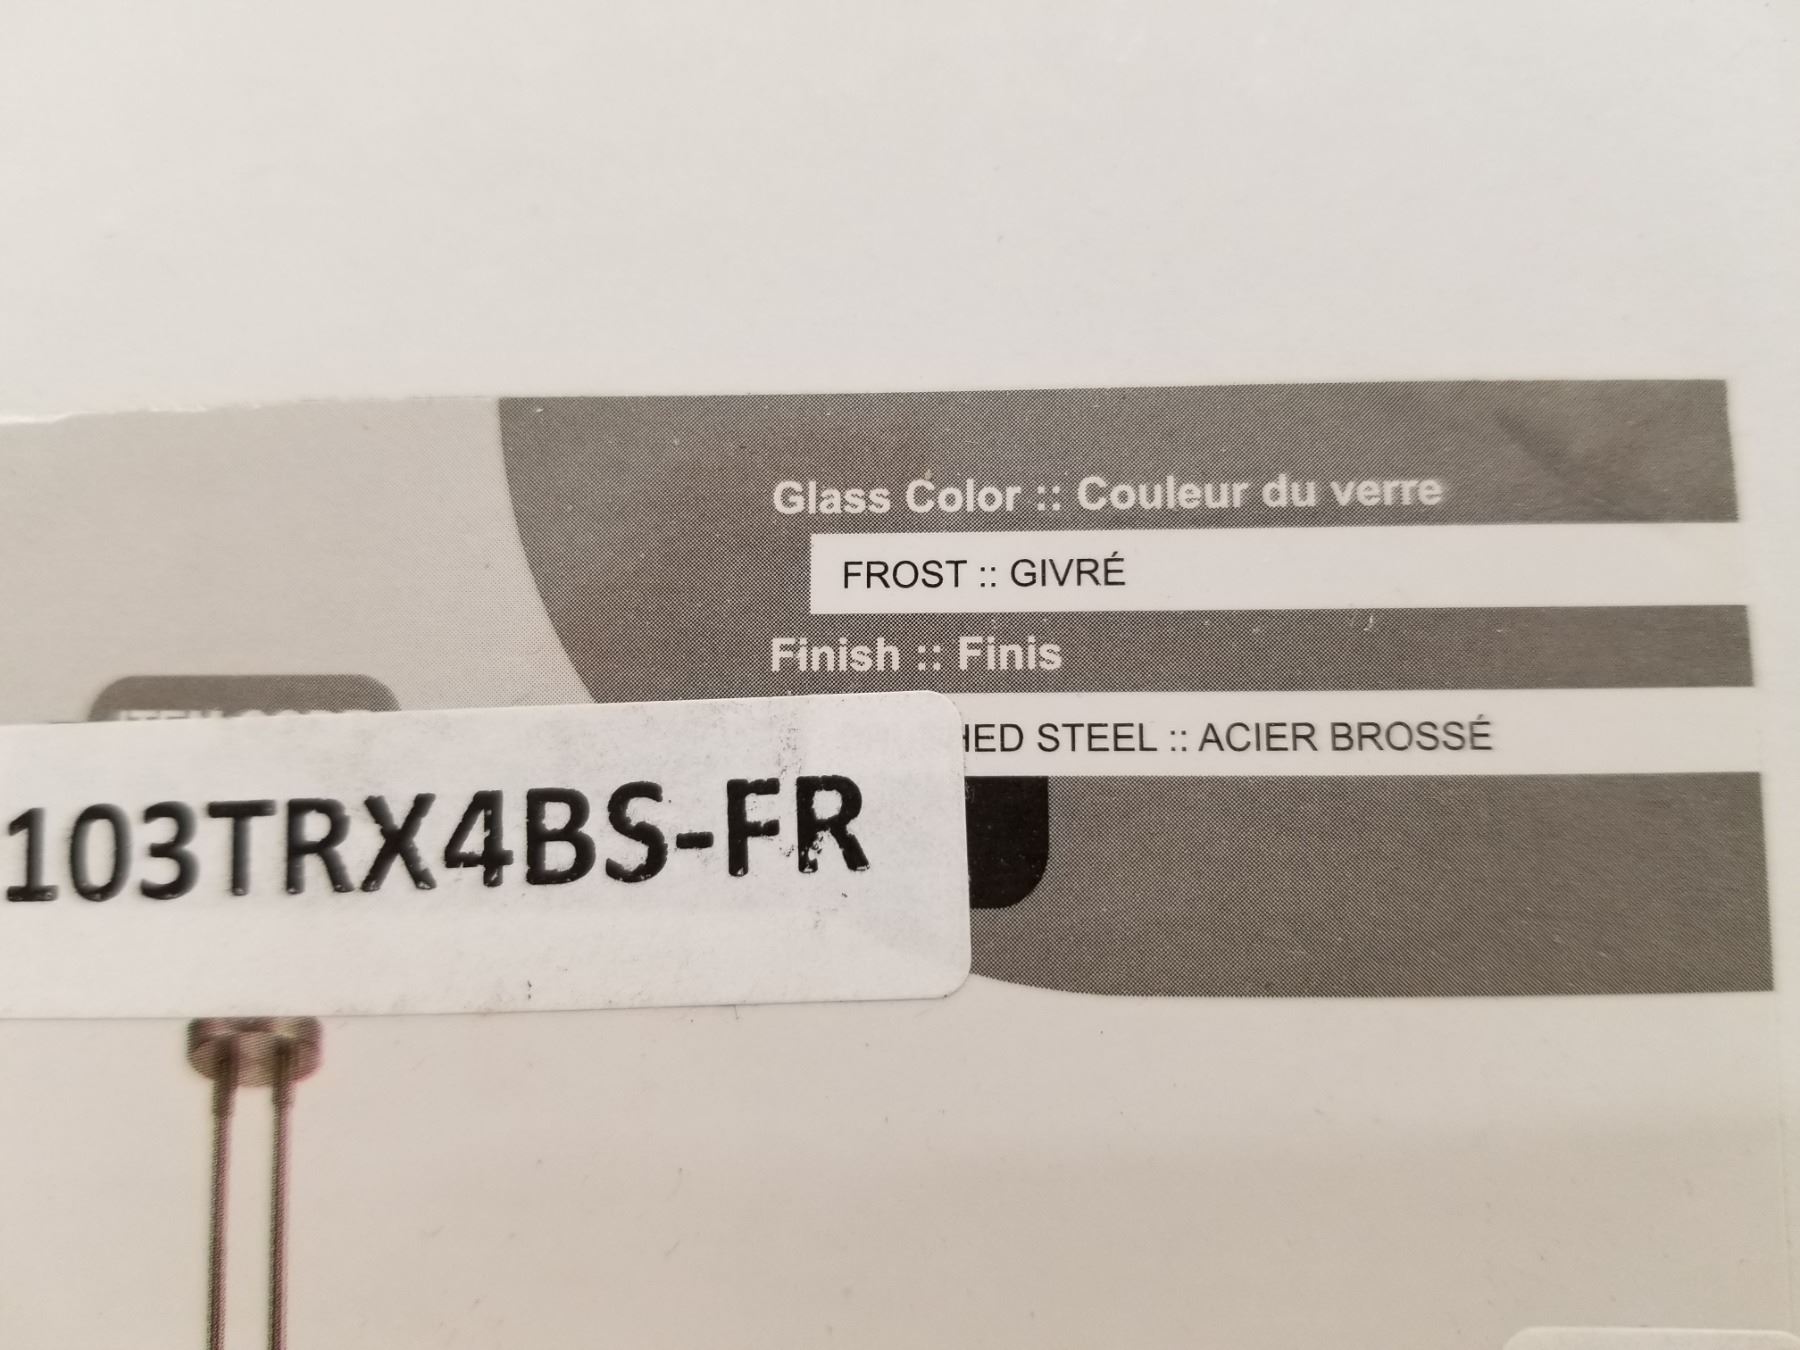 Glass Color :: Couleur du verre
FROST :: GIVRÉ
Finish :: Finis
HED STEEL :: ACIER BROSSÉ
103TRX4BS-FR